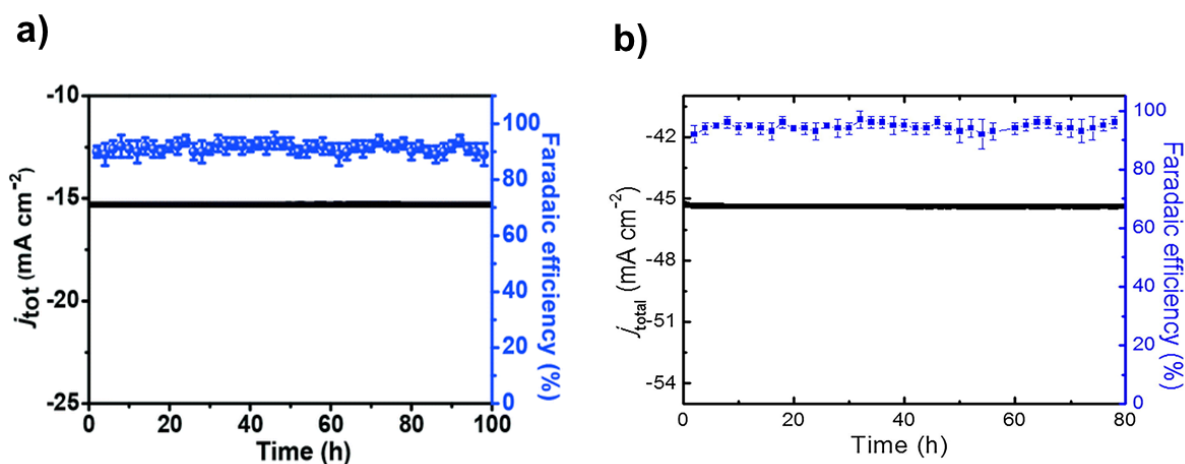 a)
-10
-15
-20
-25
j_tot (mA cm⁻²)
100
80
60
40
20
0
Faradaic efficiency (%)
0 20 40 60 80 100
Time (h)
b)
-42
-45
-48
-51
-54
j_total (mA cm⁻²)
100
80
60
40
20
0
Faradaic efficiency (%)
0 20 40 60 80
Time (h)